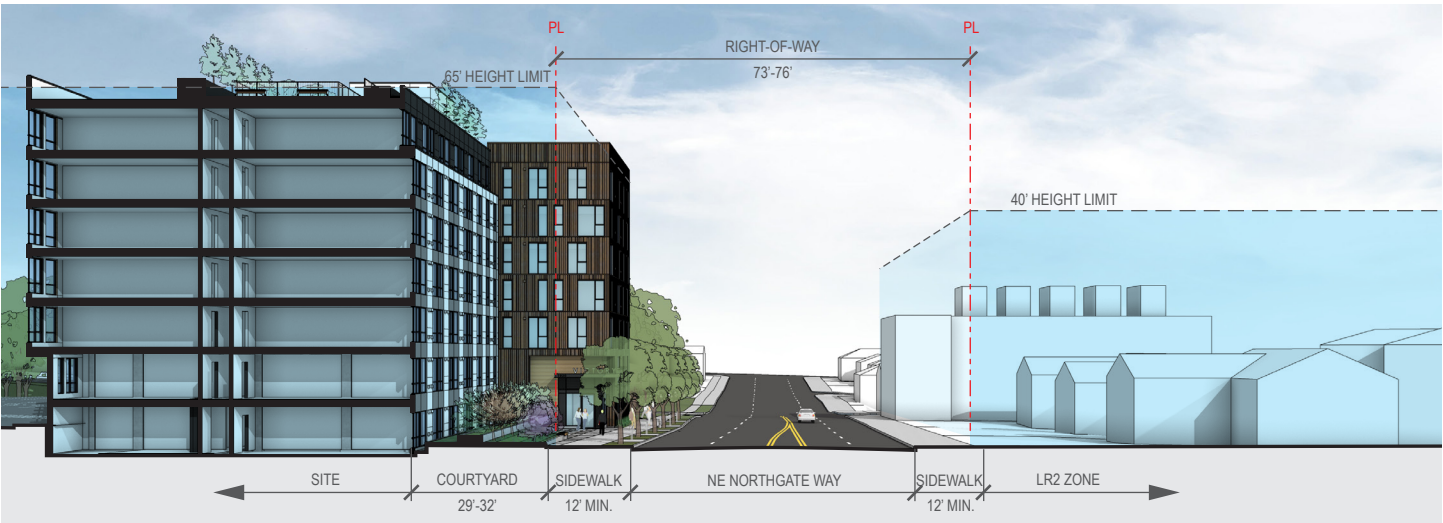 PL
PL
RIGHT-OF-WAY
73'-76'
65' HEIGHT LIMIT
40' HEIGHT LIMIT
SITE
COURTYARD
29'-32'
SIDEWALK
12' MIN.
NE NORTHGATE WAY
SIDEWALK
12' MIN.
LR2 ZONE